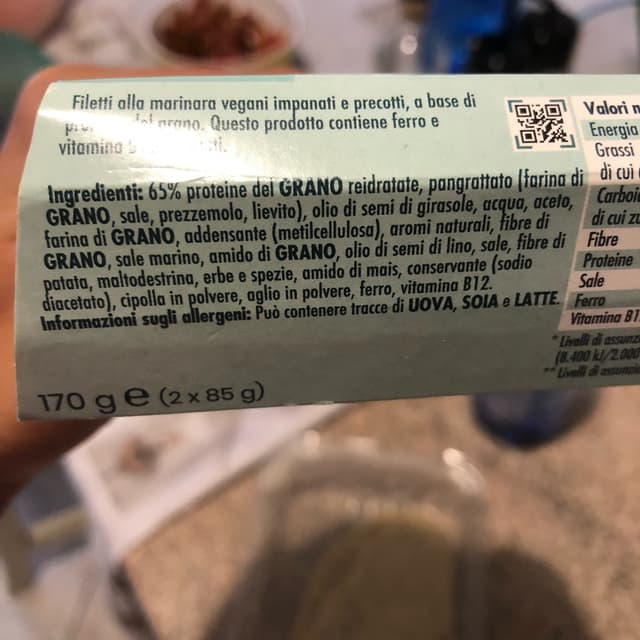 Filetti alla marinara vegani impanati e precotti, a base di
del grano. Questo prodotto contiene ferro e
vitamina
Ingredienti: 65% proteine del GRANO reidratate, pangrattato (farina di
GRANO, sale, prezzemolo, lievito), olio di semi di girasole, acqua, aceto,
farina di GRANO, addensante (metilcellulosa), aromi naturali, fibre di
GRANO, sale marino, amido di GRANO, olio di semi di lino, sale, fibre di
patata, maltodestrina, erbe e spezie, amido di mais, conservante (sodio
diacetato), cipolla in polvere, aglio in polvere, ferro, vitamina B12.
Informazioni sugli allergeni: Può contenere tracce di UOVA, SOIA e LATTE.
170 g e (2 x 85 g)
Valori
Energia
Grassi
di cui
di cui
Fibre
Proteine
Sale
Ferro
Vitamina
* Livelli di
(8.400 kJ/2.000
** Livelli di